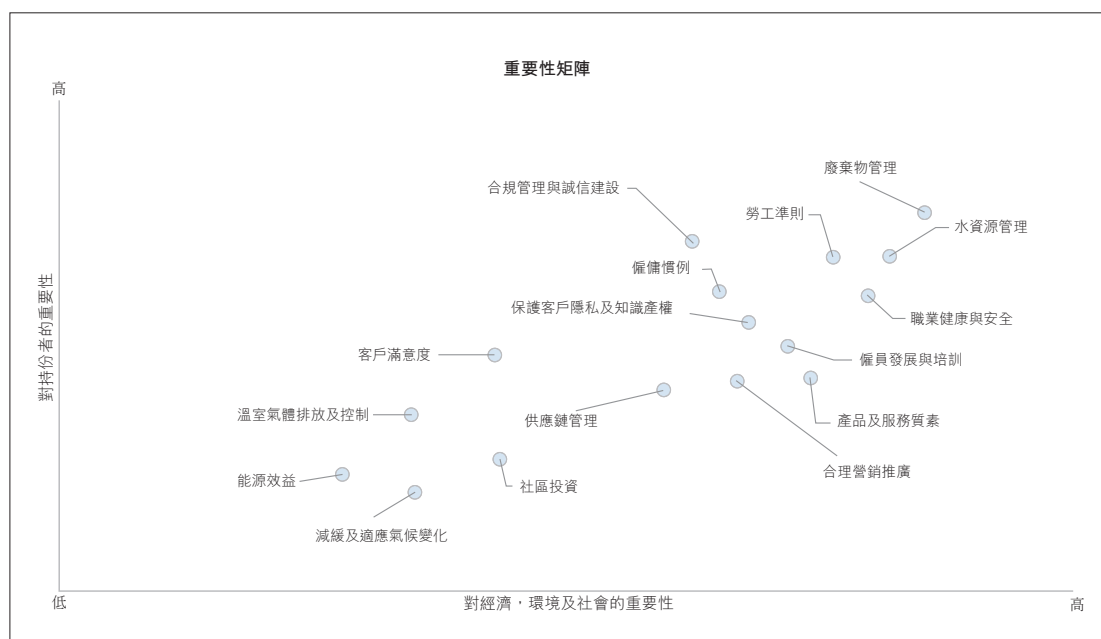 重要性矩陣
高
廢棄物管理
合規管理與誠信建設
勞工準則
水資源管理
僱傭慣例
保護客戶隱私及知識產權
職業健康與安全
對持份者的重要性
客戶滿意度
僱員發展與培訓
溫室氣體排放及控制
供應鏈管理
產品及服務質素
合理營銷推廣
能源效益
社區投資
減緩及適應氣候變化
低
對經濟，環境及社會的重要性
高